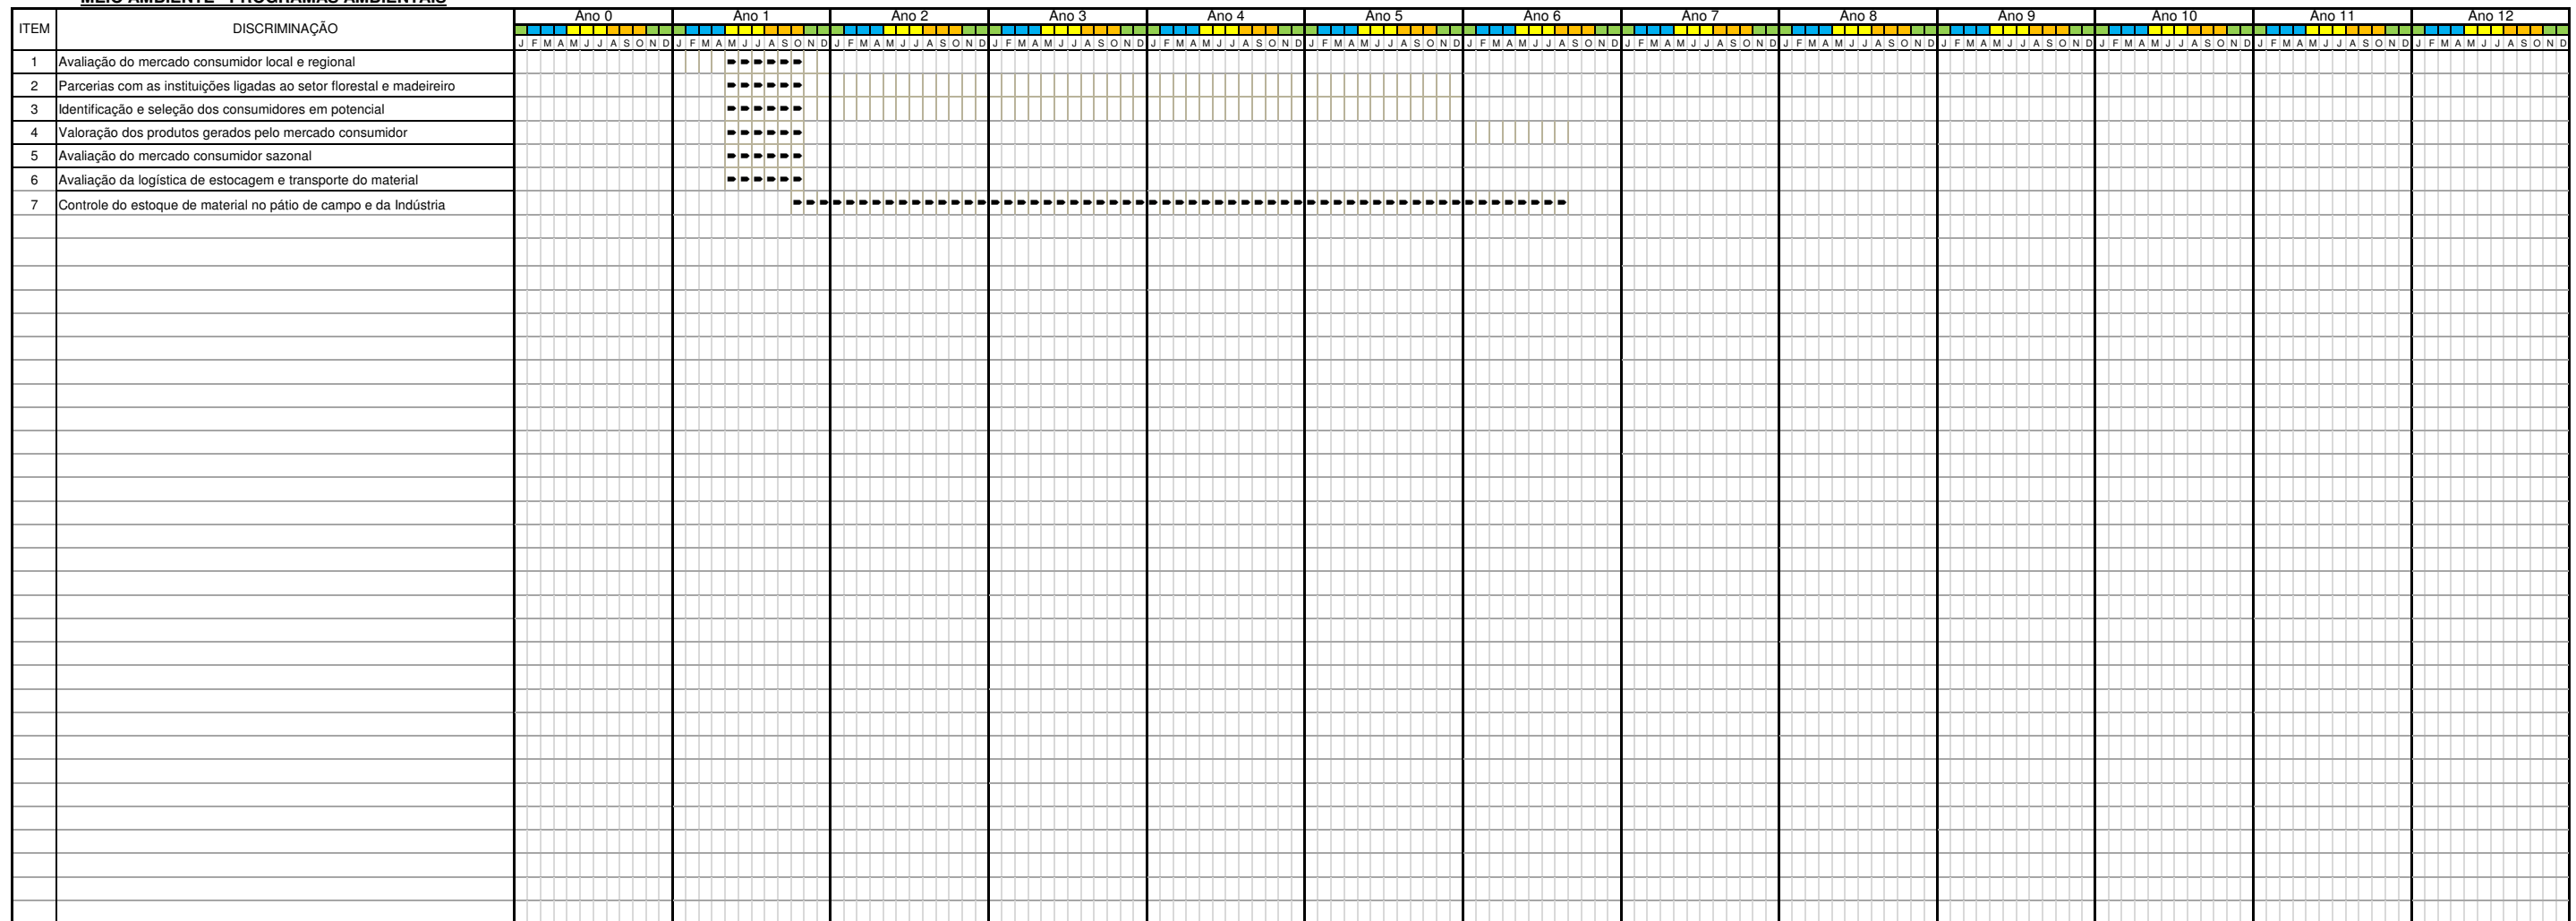 MEIO AMBIENTE - PROGRAMAS AMBIENTAIS
ITEM DISCRIMINAÇÃO Ano 0 Ano 1 Ano 2 Ano 3 Ano 4 Ano 5 Ano 6 Ano 7 Ano 8 Ano 9 Ano 10 Ano 11 Ano 12
J F M A M J J A S O N D J F M A M J J A S O N D J F M A M J J A S O N D J F M A M J J A S O N D J F M A M J J A S O N D J F M A M J J A S O N D J F M A M J J A S O N D J F M A M J J A S O N D J F M A M J J A S O N D J F M A M J J A S O N D J F M A M J J A S O N D J F M A M J J A S O N D J F M A M J J A S O N D
1 Avaliação do mercado consumidor local e regional
2 Parcerias com as instituições ligadas ao setor florestal e madeireiro
3 Identificação e seleção dos consumidores em potencial
4 Valoração dos produtos gerados pelo mercado consumidor
5 Avaliação do mercado consumidor sazonal
6 Avaliação da logística de estocagem e transporte do material
7 Controle do estoque de material no pátio de campo e da Indústria